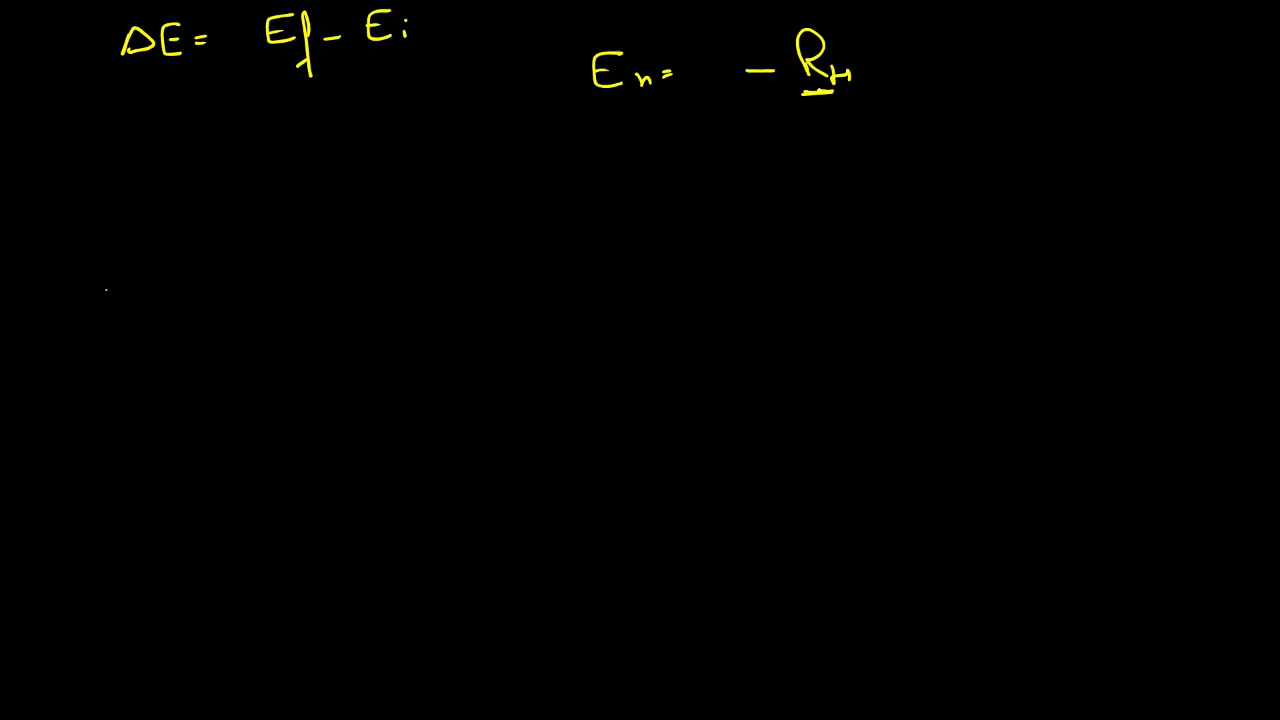 ΔE = Ef - Ei
En = - RH